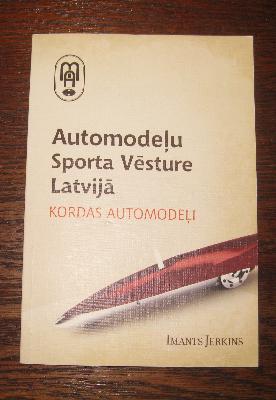 Automodeļu
Sporta Vēsture
Latvijā
KORDAS AUTOMODEĻI
IMANTS JERKINS